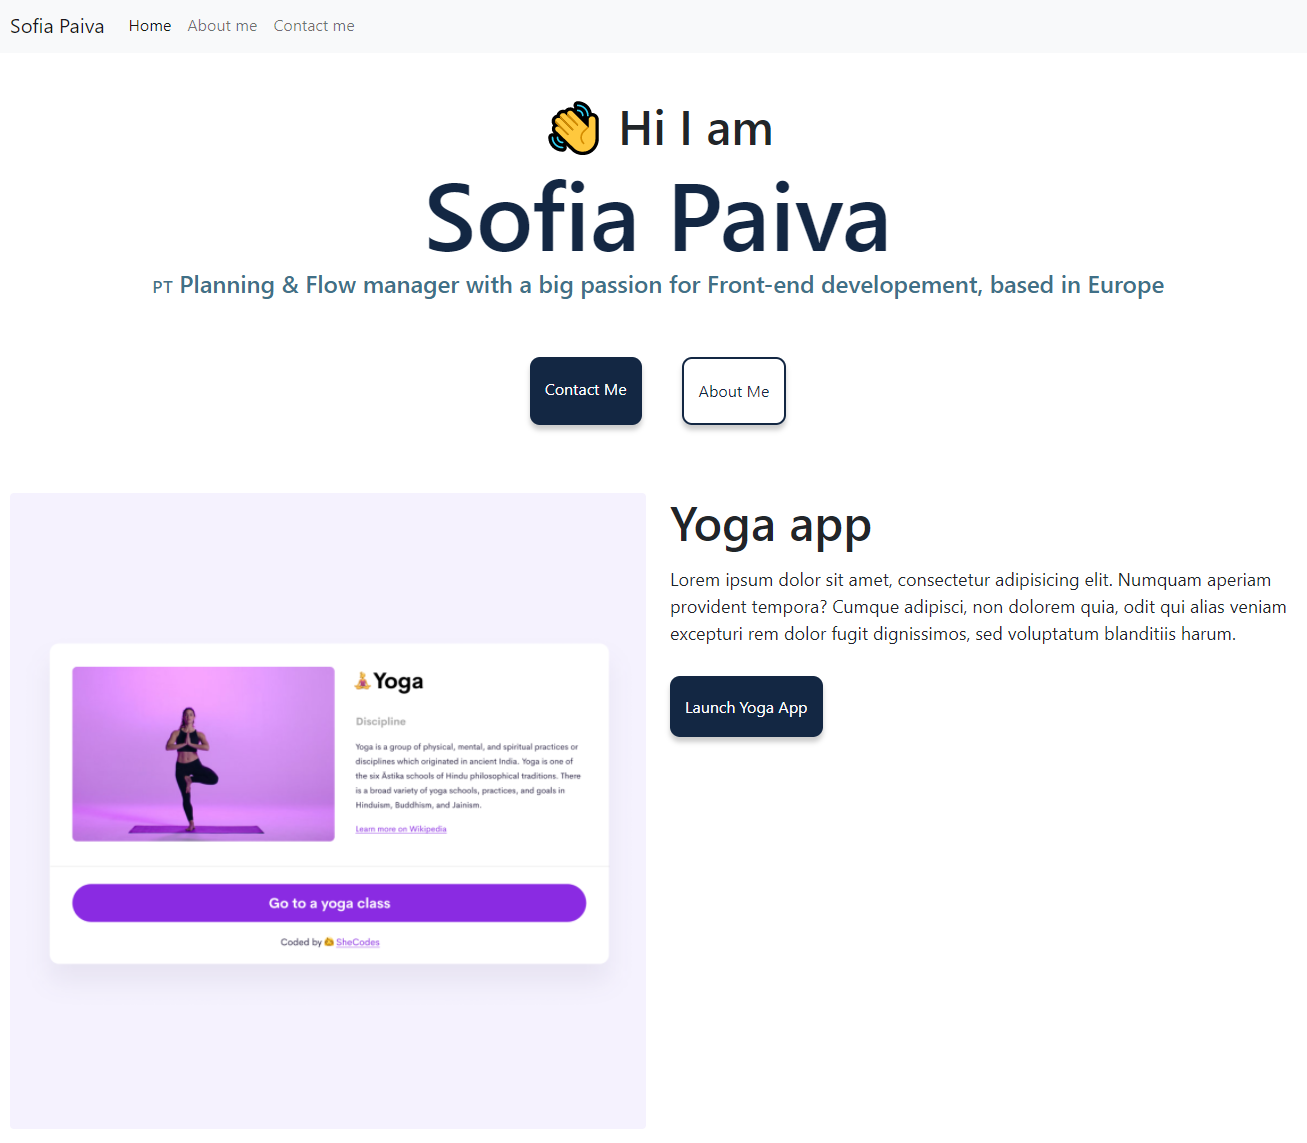 Sofia Paiva Home About me Contact me
👋 Hi I am
Sofia Paiva
PT Planning & Flow manager with a big passion for Front-end developement, based in Europe
Contact Me About Me
Yoga app
Lorem ipsum dolor sit amet, consectetur adipisicing elit. Numquam aperiam
provident tempora? Cumque adipisci, non dolorem quia, odit qui alias veniam
excepturi rem dolor fugit dignissimos, sed voluptatum blanditiis harum.
Launch Yoga App
🧘Yoga
Discipline
Yoga is a group of physical, mental, and spiritual practices or
disciplines which originated in ancient India. Yoga is one of
the six Āstika schools of Hindu philosophical traditions. There
is a broad variety of yoga schools, practices, and goals in
Hinduism, Buddhism, and Jainism.
Learn more on Wikipedia
Go to a yoga class
Coded by SheCodes